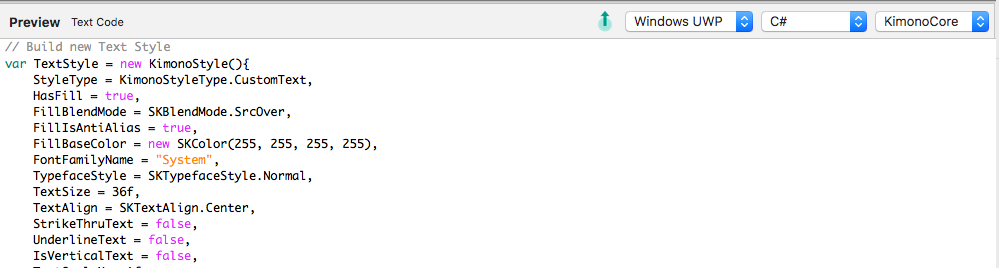 Preview Text Code Windows UWP C# KimonoCore
// Build new Text Style
var TextStyle = new KimonoStyle(){
    StyleType = KimonoStyleType.CustomText,
    HasFill = true,
    FillBlendMode = SKBlendMode.SrcOver,
    FillIsAntiAlias = true,
    FillBaseColor = new SKColor(255, 255, 255, 255),
    FontFamilyName = "System",
    TypefaceStyle = SKTypefaceStyle.Normal,
    TextSize = 36f,
    TextAlign = SKTextAlign.Center,
    StrikeThruText = false,
    UnderlineText = false,
    IsVerticalText = false,